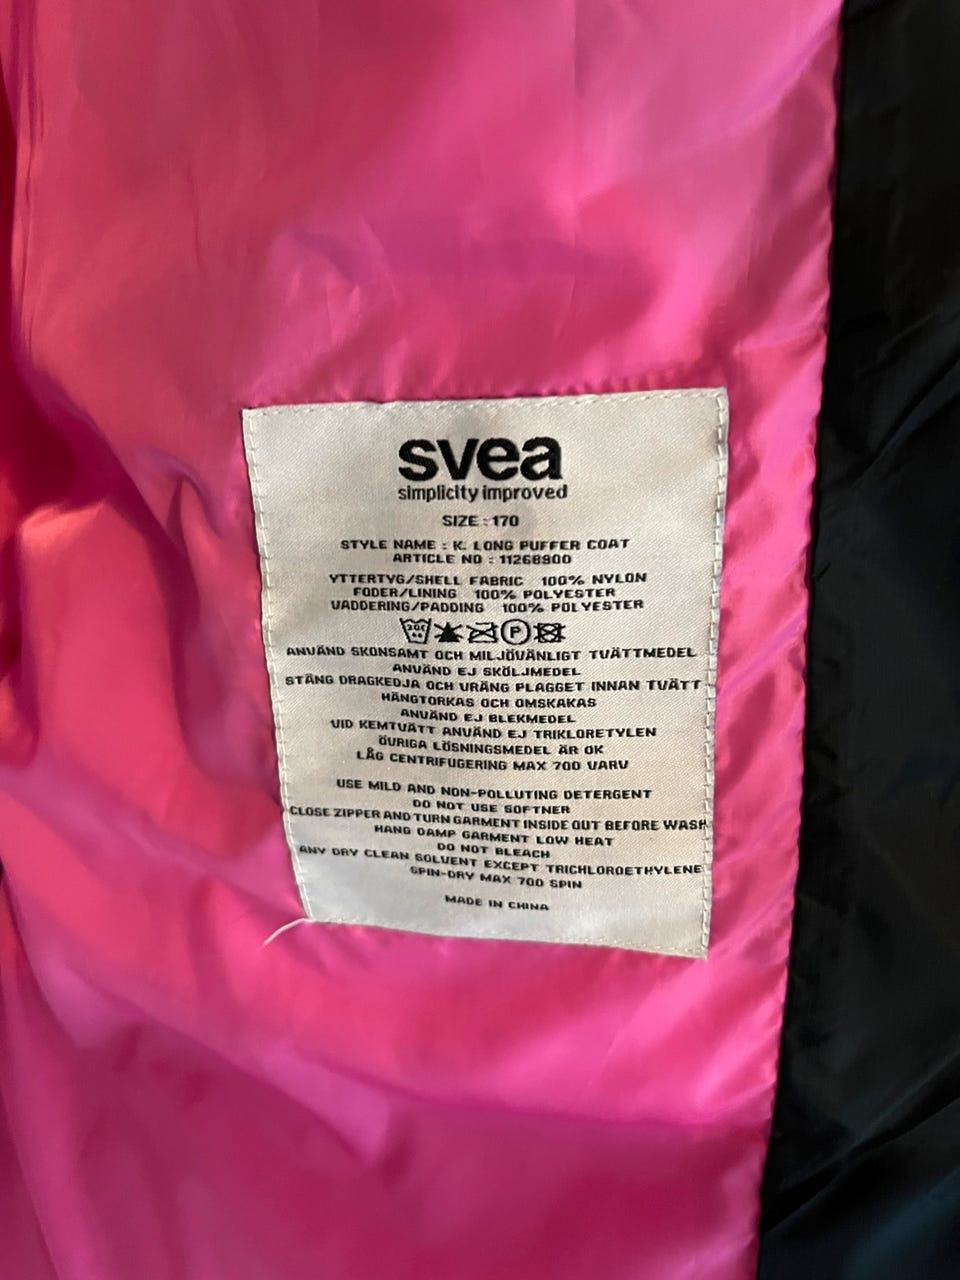 svea
simplicity improved
SIZE : 170
STYLE NAME : K. LONG PUFFER COAT
ARTICLE NO : 11268900
YTTERTYG/SHELL FABRIC 100% NYLON
FODER/LINING 100% POLYESTER
VADDERING/PADDING 100% POLYESTER
30C P
ANVÄND SKONSAMT OCH MILJÖVÄNLIGT TVÄTTMEDEL
ANVÄND EJ SKÖLJMEDEL
STÄNG DRAGKEDJA OCH VRÄNG PLAGGET INNAN TVÄTT
HÄNGTORKAS OCH OMSKAKAS
ANVÄND EJ BLEKMEDEL
VID KEMTVÄTT ANVÄND EJ TRIKLORETYLEN
ÖVRIGA LÖSNINGSMEDEL ÄR OK
LÅG CENTRIFUGERING MAX 700 VARV
USE MILD AND NON-POLLUTING DETERGENT
DO NOT USE SOFTNER
CLOSE ZIPPER AND TURN GARMENT INSIDE OUT BEFORE WASH
HANG DAMP GARMENT LOW HEAT
DO NOT BLEACH
ANY DRY CLEAN SOLVENT EXCEPT TRICHLOROETHYLENE
SPIN-DRY MAX 700 SPIN
MADE IN CHINA